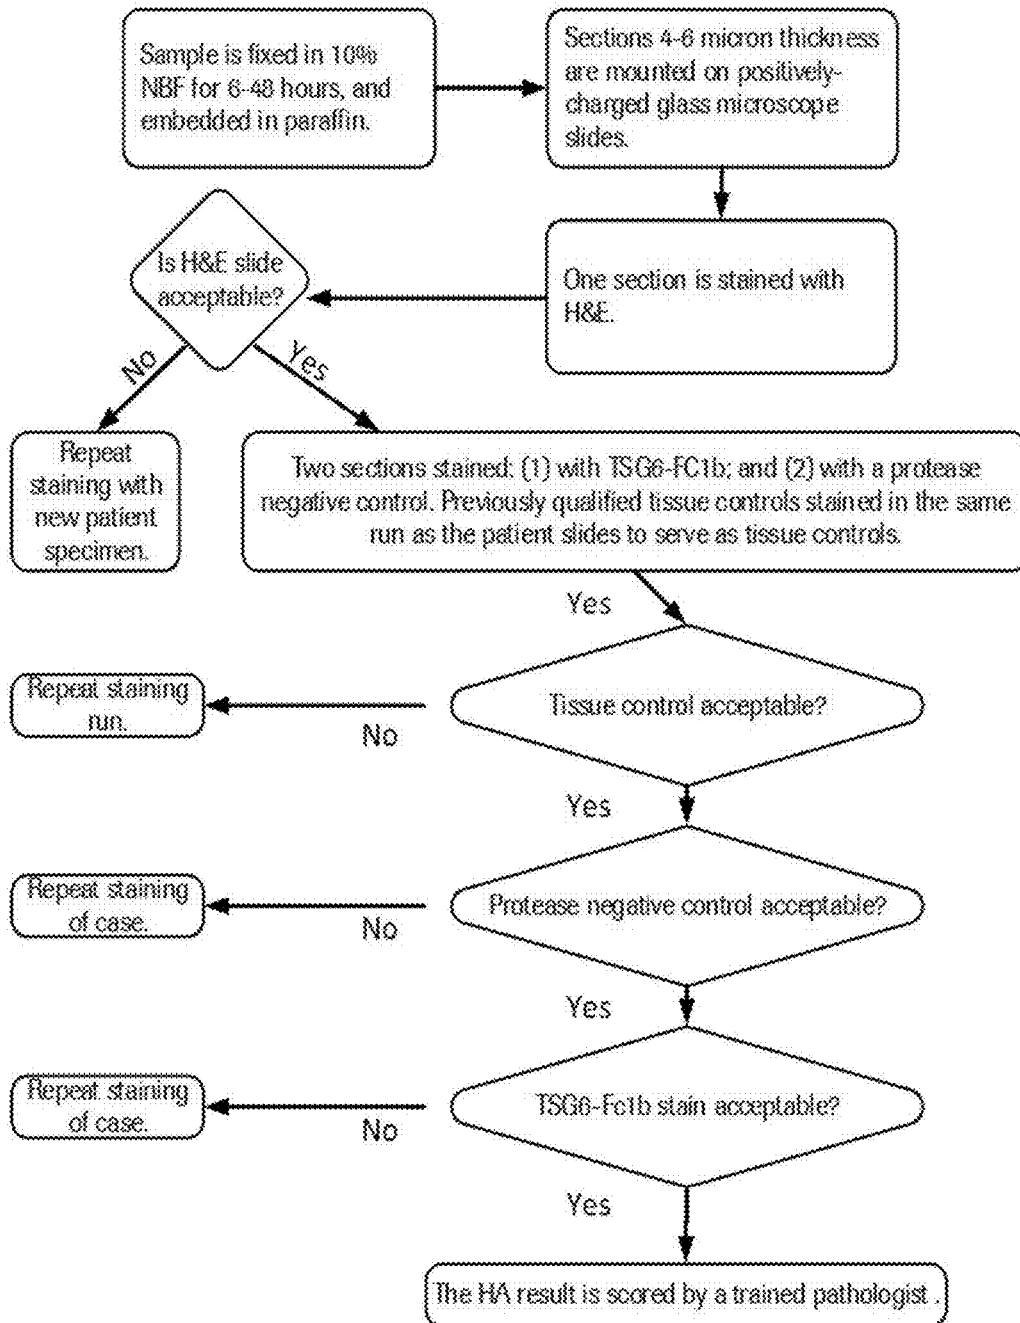 Sample is fixed in 10%
NBF for 6-48 hours, and
embedded in paraffin.
Sections 4-6 micron thickness
are mounted on positively-
charged glass microscope
slides.
One section is stained with
H&E.
Is H&E slide
acceptable?
No
Yes
Repeat
staining with
new patient
specimen.
Two sections stained: (1) with TSG6-FC1b; and (2) with a protease
negative control. Previously qualified tissue controls stained in the same
run as the patient slides to serve as tissue controls.
Yes
Tissue control acceptable?
No
Repeat staining
run.
Yes
Protease negative control acceptable?
No
Repeat staining
of case.
Yes
TSG6-Fc1b stain acceptable?
No
Repeat staining
of case.
Yes
The HA result is scored by a trained pathologist .